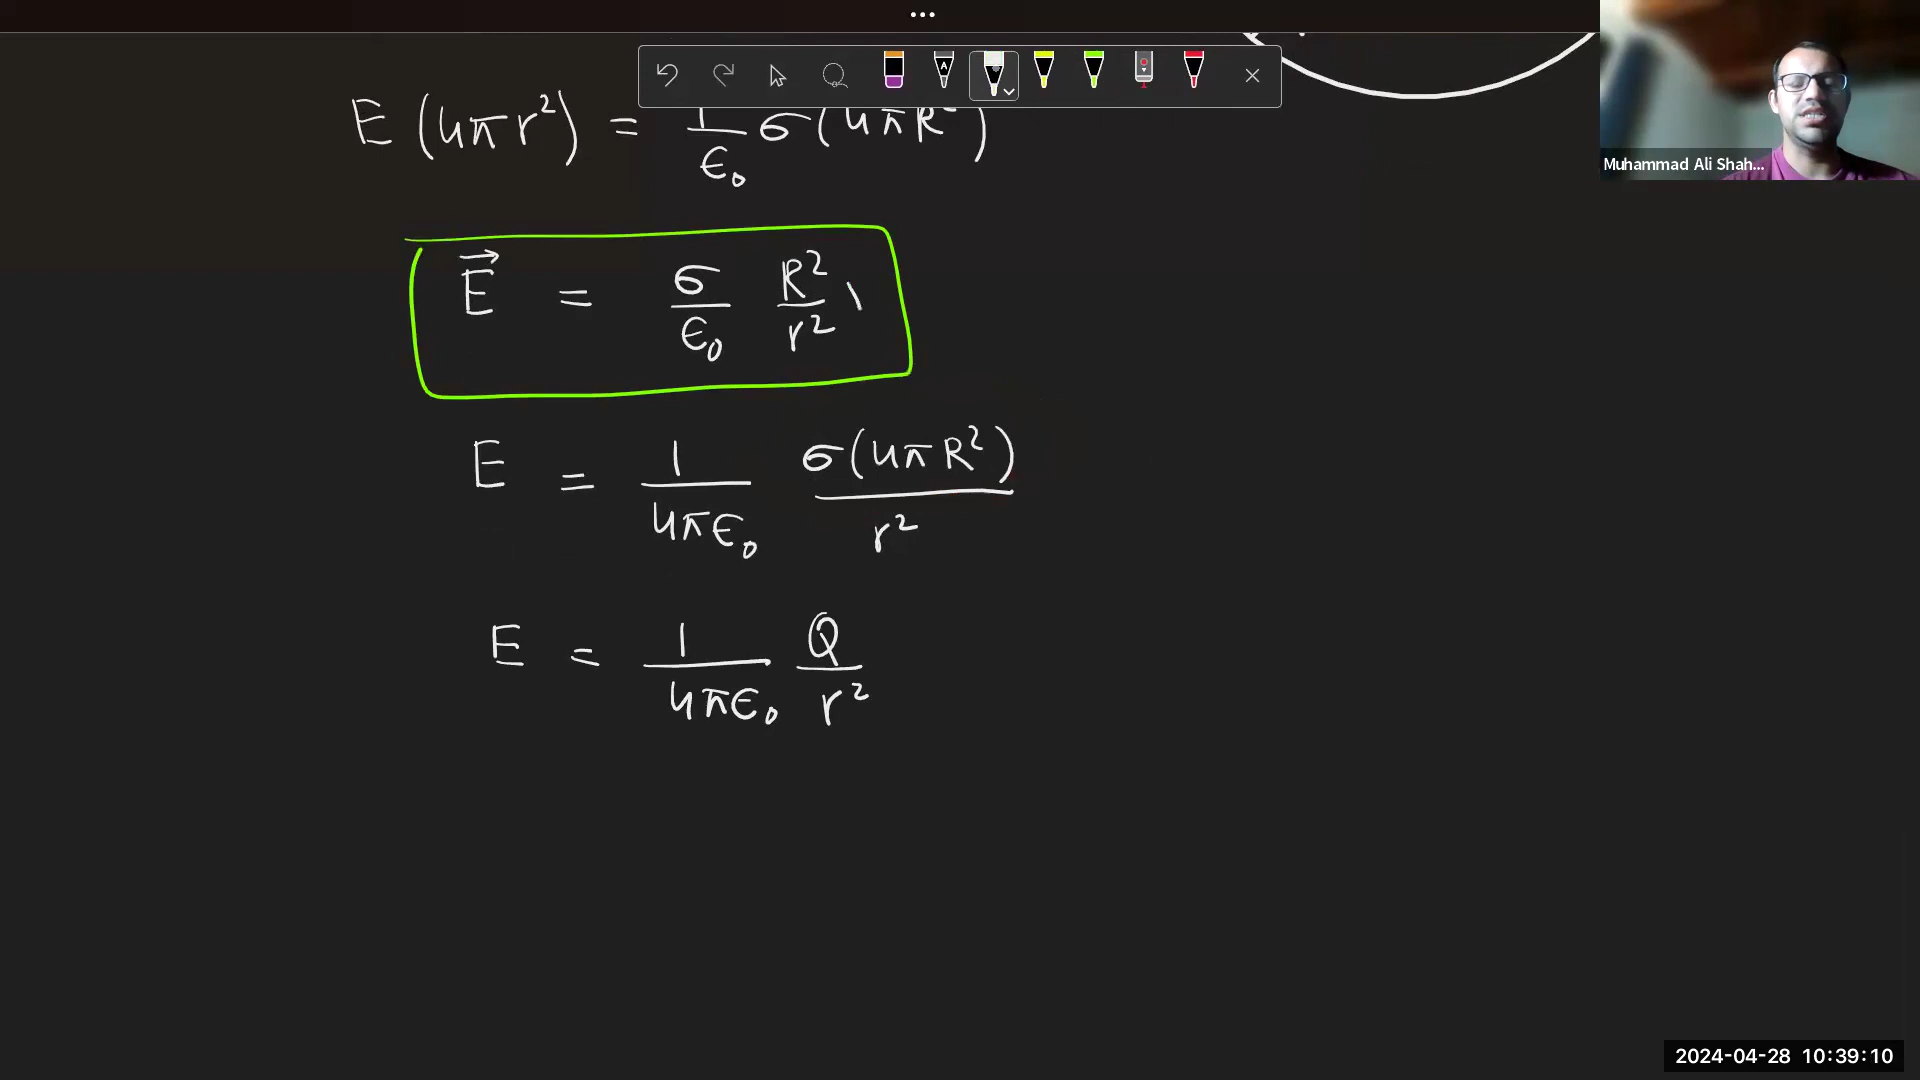 E (4πr²) = 1/ε₀ σ (4πR²)
Muhammad Ali Shah...
E⃗ = σ/ε₀ R²/r²
E = 1/4πε₀ σ(4πR²)/r²
E = 1/4πε₀ Q/r²
2024-04-28 10:39:10